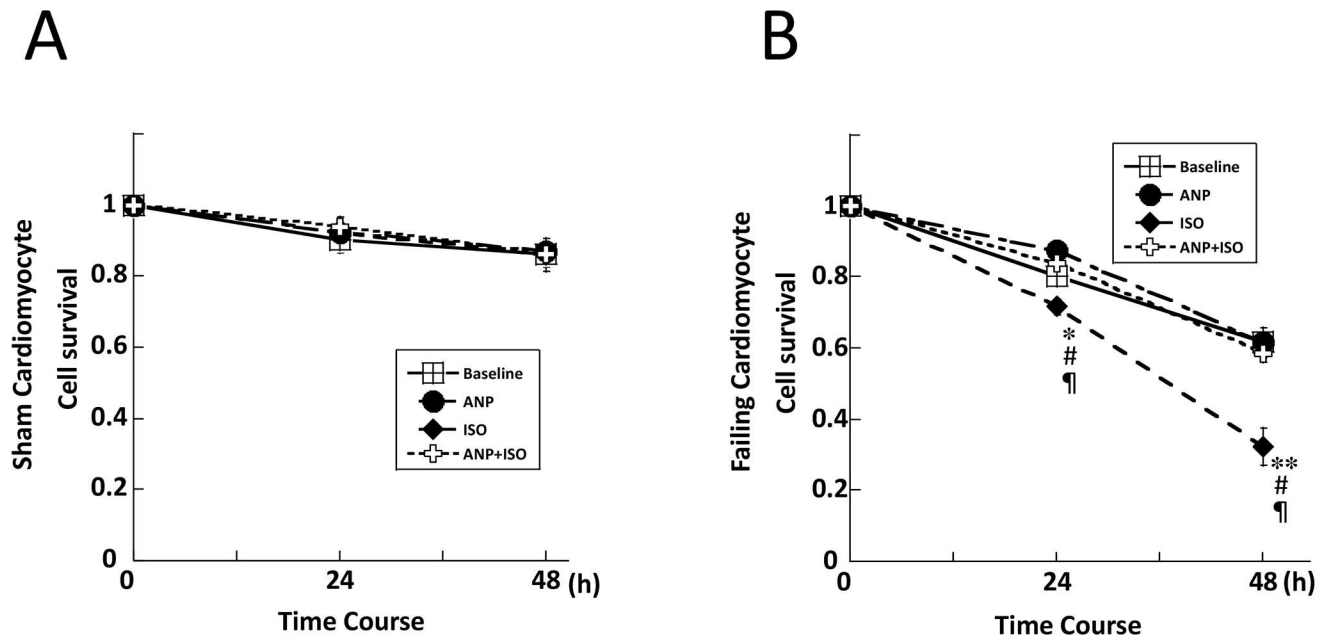 A
Sham Cardiomyocyte
Cell survival
1
0.8
0.6
0.4
0.2
0
Baseline
ANP
ISO
ANP+ISO
0
24
48 (h)
Time Course
B
Failing Cardiomyocyte
Cell survival
1
0.8
0.6
0.4
0.2
0
Baseline
ANP
ISO
ANP+ISO
*
#
¶
**
#
¶
0
24
48 (h)
Time Course